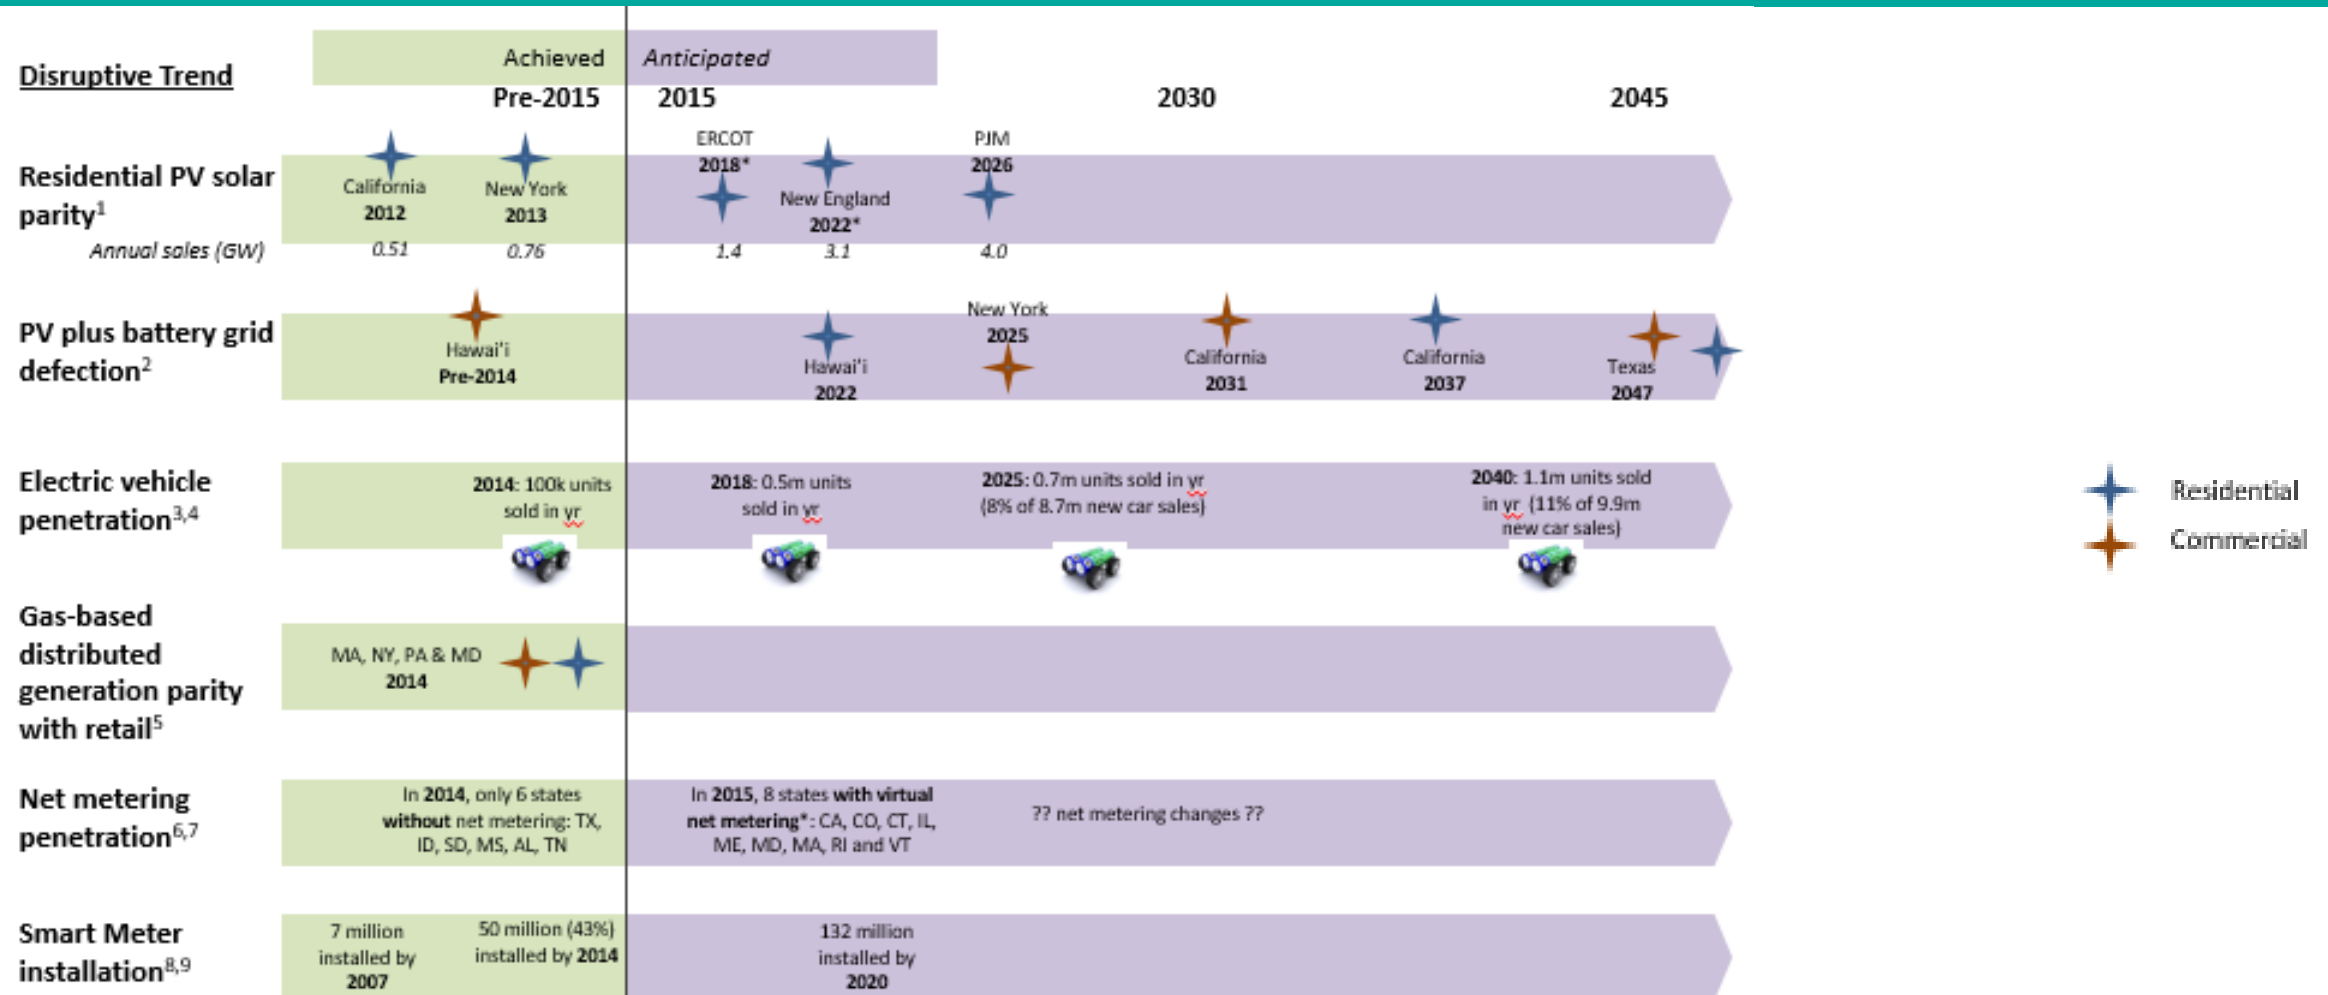 Disruptive Trend
Achieved
Anticipated
Pre-2015
2015
2030
2045
Residential PV solar
parity1
Annual sales (GW)
California
2012
0.51
New York
2013
0.76
ERCOT
2018*
1.4
New England
2022*
3.1
PJM
2026
4.0
PV plus battery grid
defection2
Hawai'i
Pre-2014
Hawai'i
2022
New York
2025
California
2031
California
2037
Texas
2047
Electric vehicle
penetration3,4
2014: 100k units
sold in yr
2018: 0.5m units
sold in yr
2025: 0.7m units sold in yr
(8% of 8.7m new car sales)
2040: 1.1m units sold
in yr (11% of 9.9m
new car sales)
Residential
Commercial
Gas-based
distributed
generation parity
with retail5
MA, NY, PA & MD
2014
Net metering
penetration6,7
In 2014, only 6 states
without net metering: TX,
ID, SD, MS, AL, TN
In 2015, 8 states with virtual
net metering*: CA, CO, CT, IL,
ME, MD, MA, RI and VT
?? net metering changes ??
Smart Meter
installation8,9
7 million
installed by
2007
50 million (43%)
installed by 2014
132 million
installed by
2020